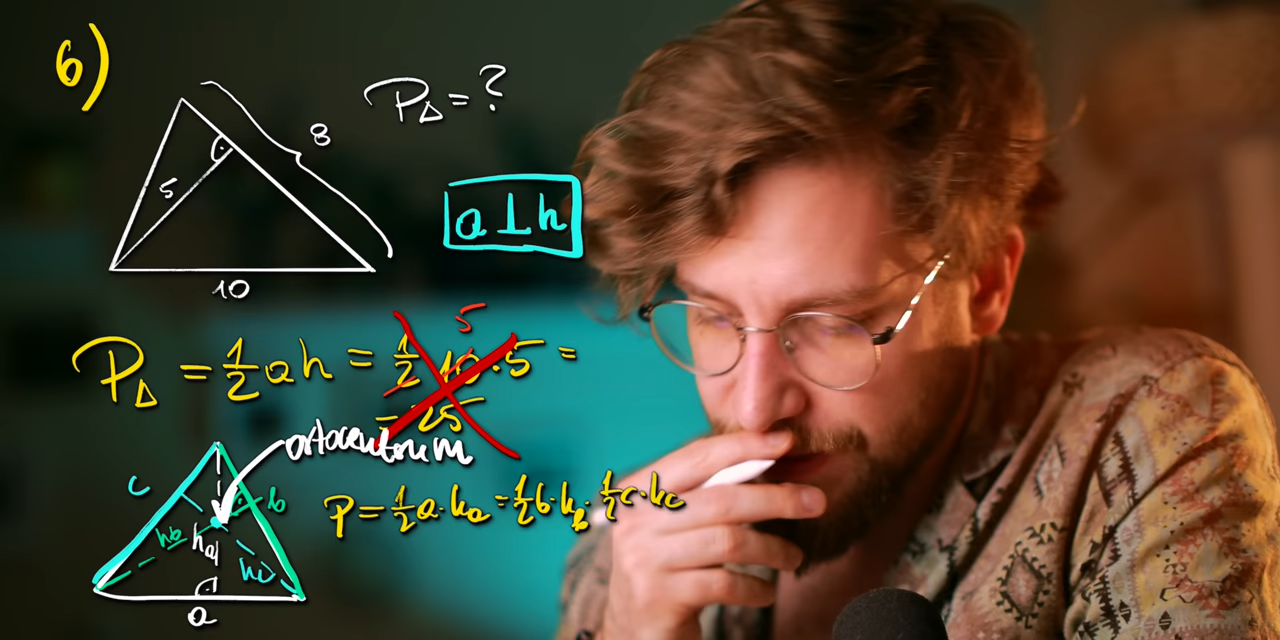 6)
P△ = ?
8
5
a ⊥ h
10
P△ = ½ah = ½ 10 · 5 =
5
= 25
ortocentrum
c
b
P = ½a · ha = ½b · hb · ½c · hc
hb
ha
hc
a